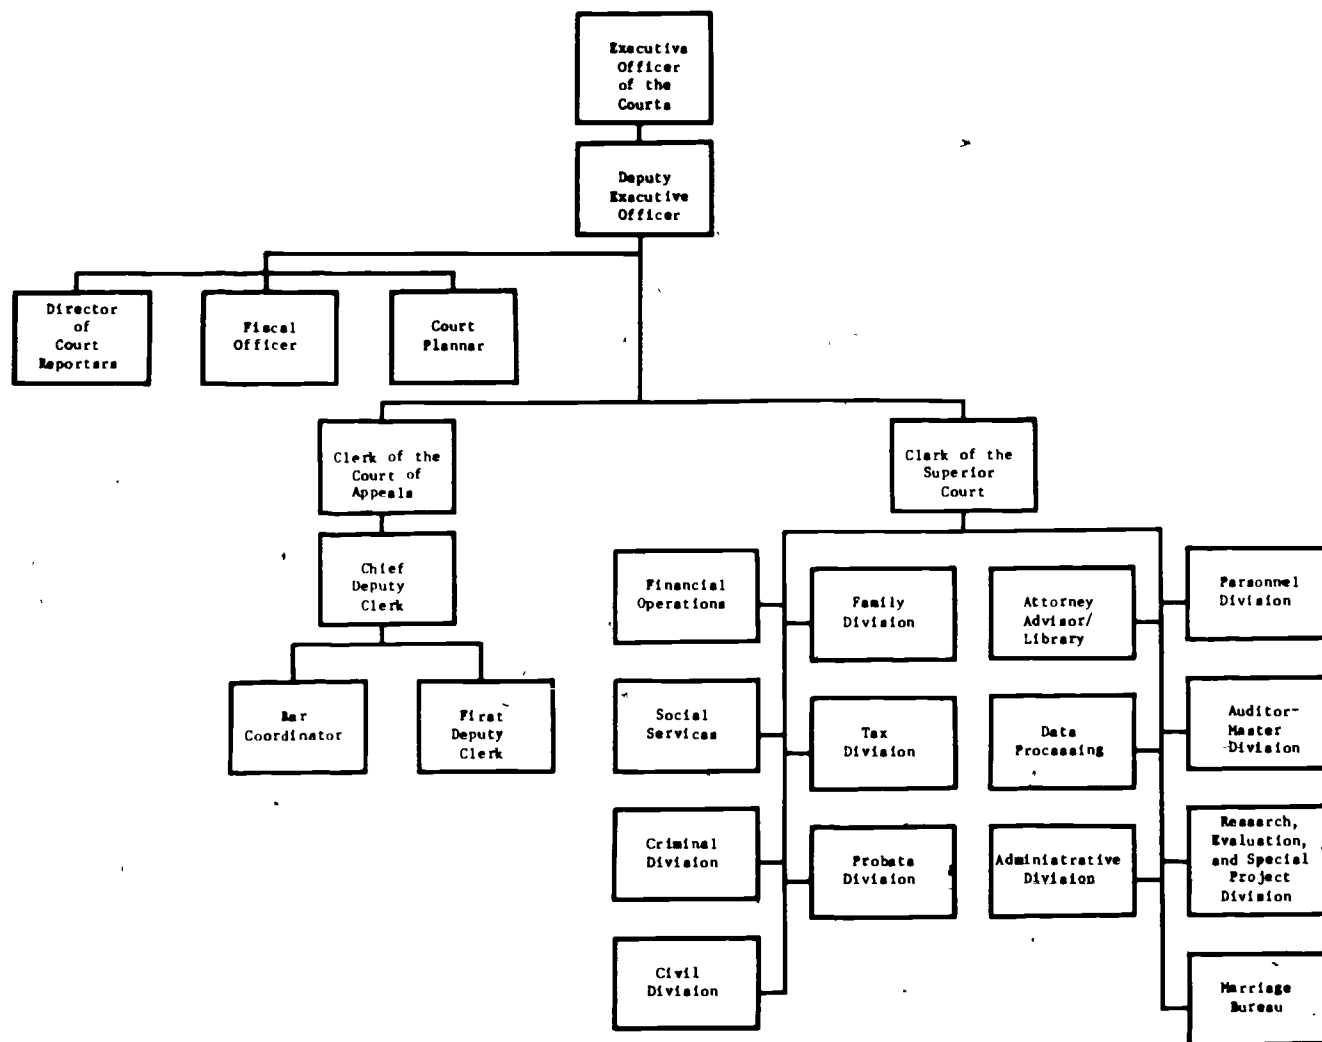 Executive
Officer
of the
Courts
Deputy
Executive
Officer
Director
of
Court
Reporters
Fiscal
Officer
Court
Planner
Clerk of the
Court of
Appeals
Clerk of the
Superior
Court
Chief
Deputy
Clerk
Bar
Coordinator
First
Deputy
Clerk
Financial
Operations
Family
Division
Attorney
Advisor/
Library
Personnel
Division
Social
Services
Tax
Division
Data
Processing
Auditor-
Master
Division
Criminal
Division
Probate
Division
Administrative
Division
Research,
Evaluation,
and Special
Project
Division
Civil
Division
Marriage
Bureau